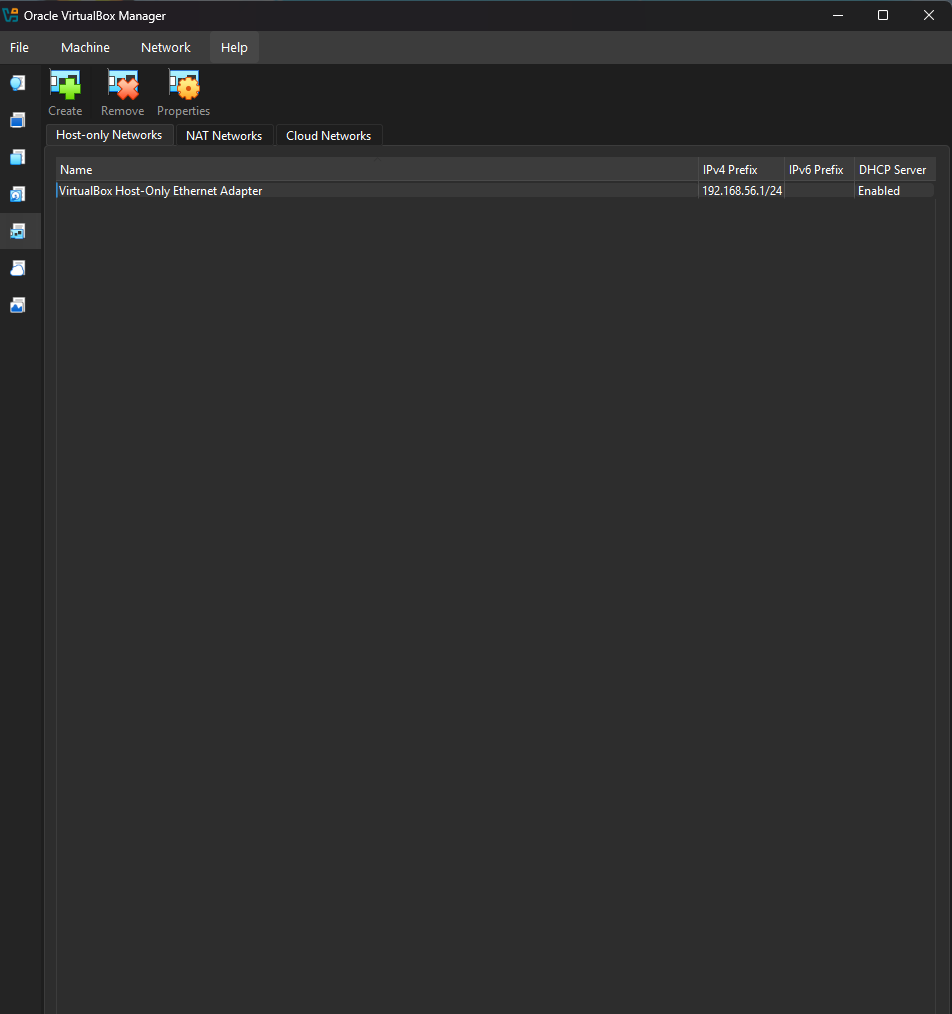 Oracle VirtualBox Manager
File Machine Network Help
Create Remove Properties
Host-only Networks NAT Networks Cloud Networks
Name IPv4 Prefix IPv6 Prefix DHCP Server
VirtualBox Host-Only Ethernet Adapter 192.168.56.1/24 Enabled